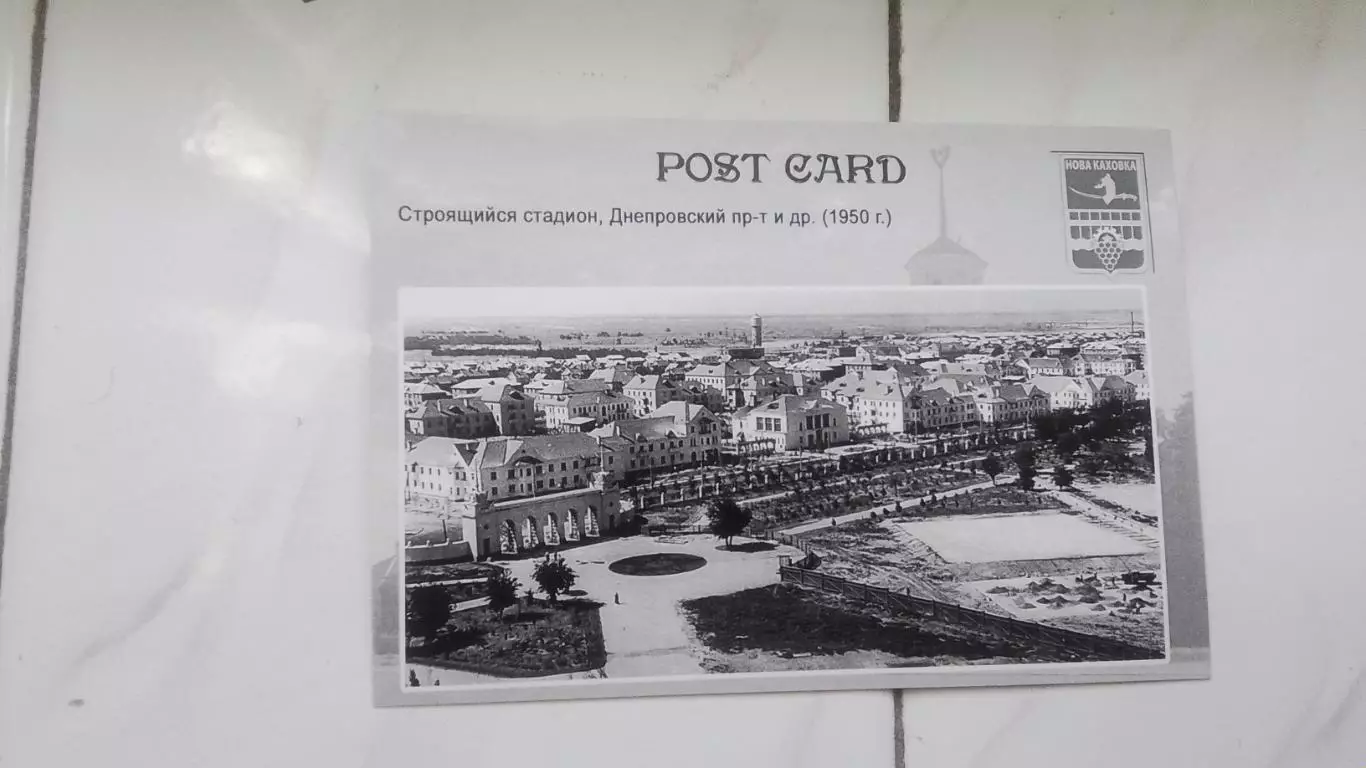 POST CARD
НОВА КАХОВКА
Строящийся стадион, Днепровский пр-т и др. (1950 г.)